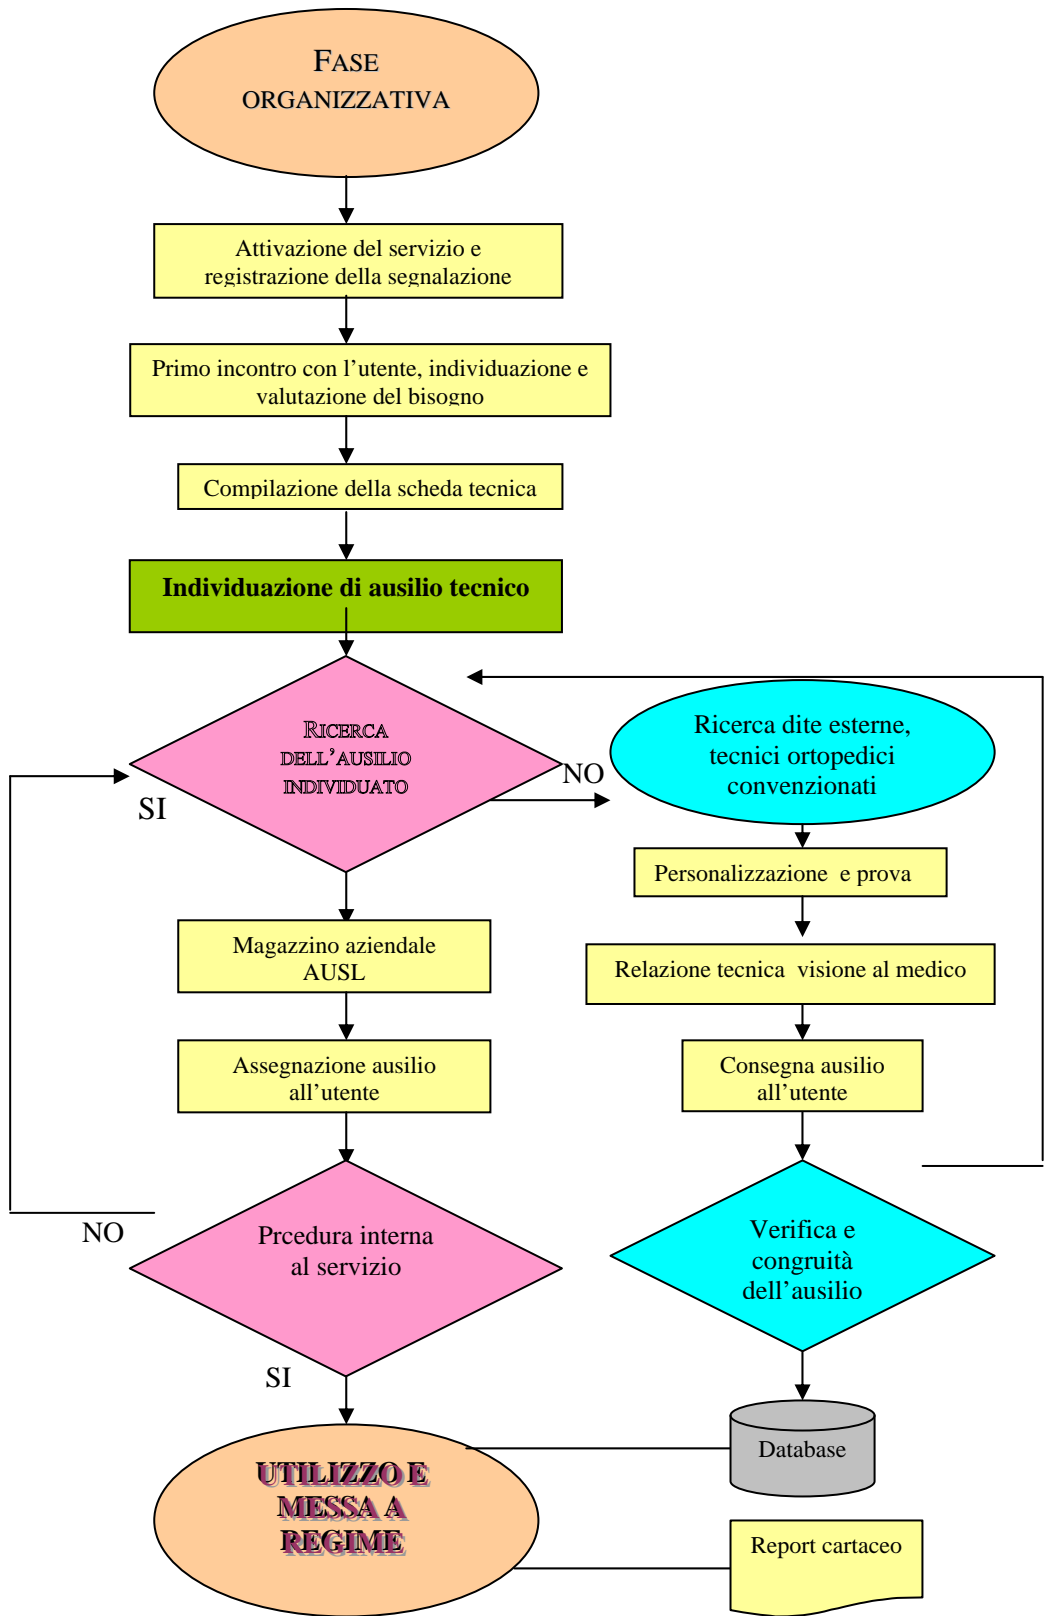 FASE
ORGANIZZATIVA
Attivazione del servizio e
registrazione della segnalazione
Primo incontro con l’utente, individuazione e
valutazione del bisogno
Compilazione della scheda tecnica
Individuazione di ausilio tecnico
RICERCA
DELL’AUSILIO
INDIVIDUATO
NO
SI
Ricerca dite esterne,
tecnici ortopedici
convenzionati
Personalizzazione e prova
Magazzino aziendale
AUSL
Relazione tecnica visione al medico
Assegnazione ausilio
all’utente
Consegna ausilio
all’utente
NO
Prcedura interna
al servizio
Verifica e
congruità
dell’ausilio
SI
UTILIZZO E
MESSA A
REGIME
Database
Report cartaceo